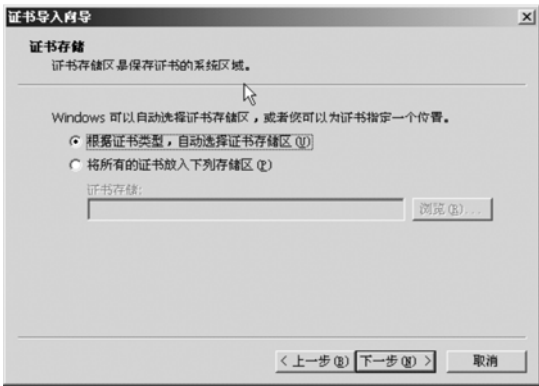 证书导入向导
证书存储
证书存储区是保存证书的系统区域。
Windows 可以自动选择证书存储区，或者您可以为证书指定一个位置。
根据证书类型，自动选择证书存储区(U)
将所有的证书放入下列存储区(P)
证书存储:
浏览(R)...
< 上一步(B) 下一步(N) > 取消